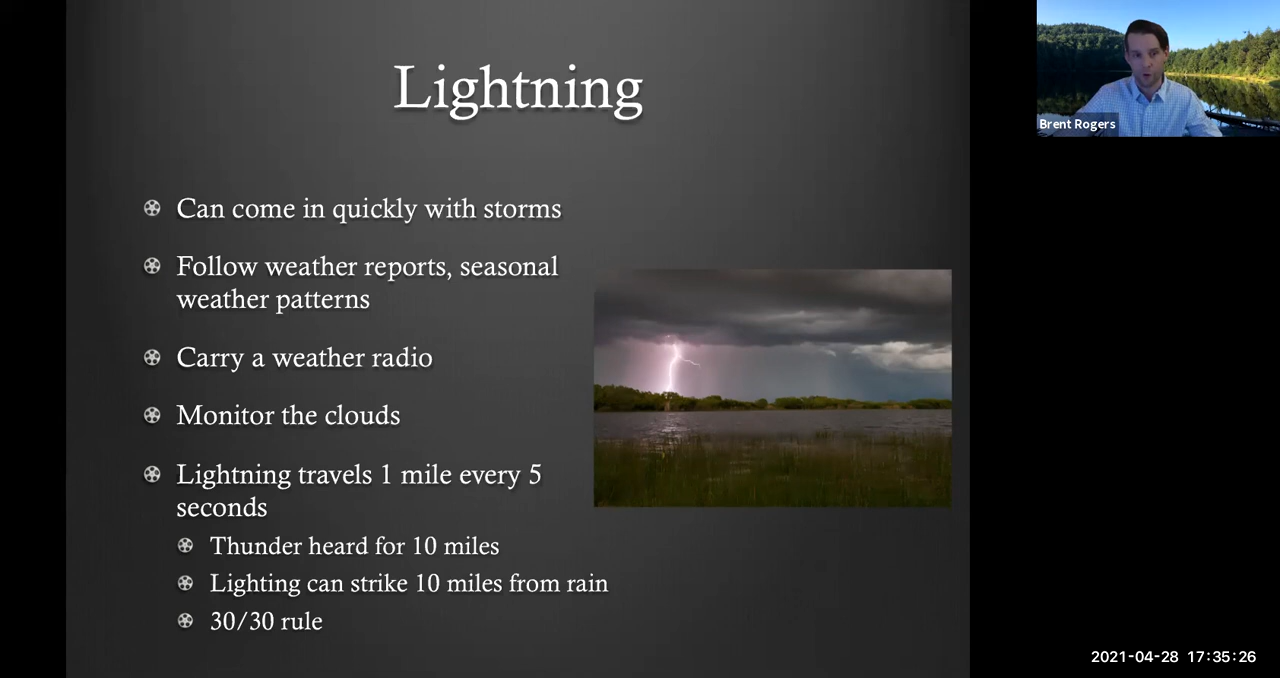 Lightning
Can come in quickly with storms
Follow weather reports, seasonal
weather patterns
Carry a weather radio
Monitor the clouds
Lightning travels 1 mile every 5
seconds
Thunder heard for 10 miles
Lighting can strike 10 miles from rain
30/30 rule
Brent Rogers
2021-04-28 17:35:26